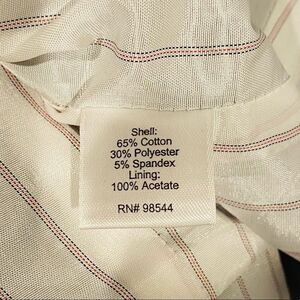 Shell:
65% Cotton
30% Polyester
5% Spandex
Lining:
100% Acetate
RN# 98544